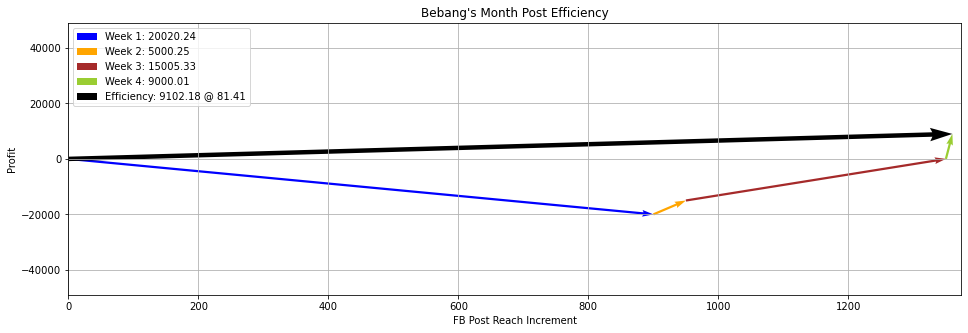 Bebang's Month Post Efficiency
Week 1: 20020.24
Week 2: 5000.25
Week 3: 15005.33
Week 4: 9000.01
Efficiency: 9102.18 @ 81.41
Profit
40000
20000
0
−20000
−40000
0 200 400 600 800 1000 1200
FB Post Reach Increment